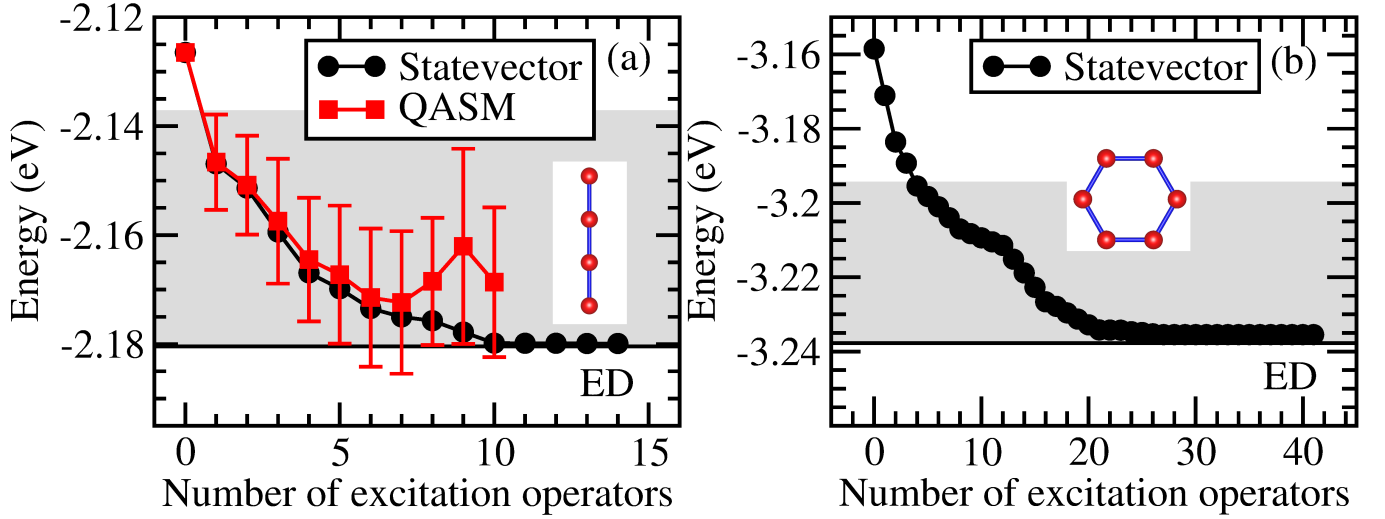 -2.12
-2.14
-2.16
-2.18
Energy (eV)
Statevector
QASM
(a)
ED
0 5 10 15
Number of excitation operators
-3.16
-3.18
-3.2
-3.22
-3.24
Energy (eV)
Statevector
(b)
ED
0 10 20 30 40
Number of excitation operators